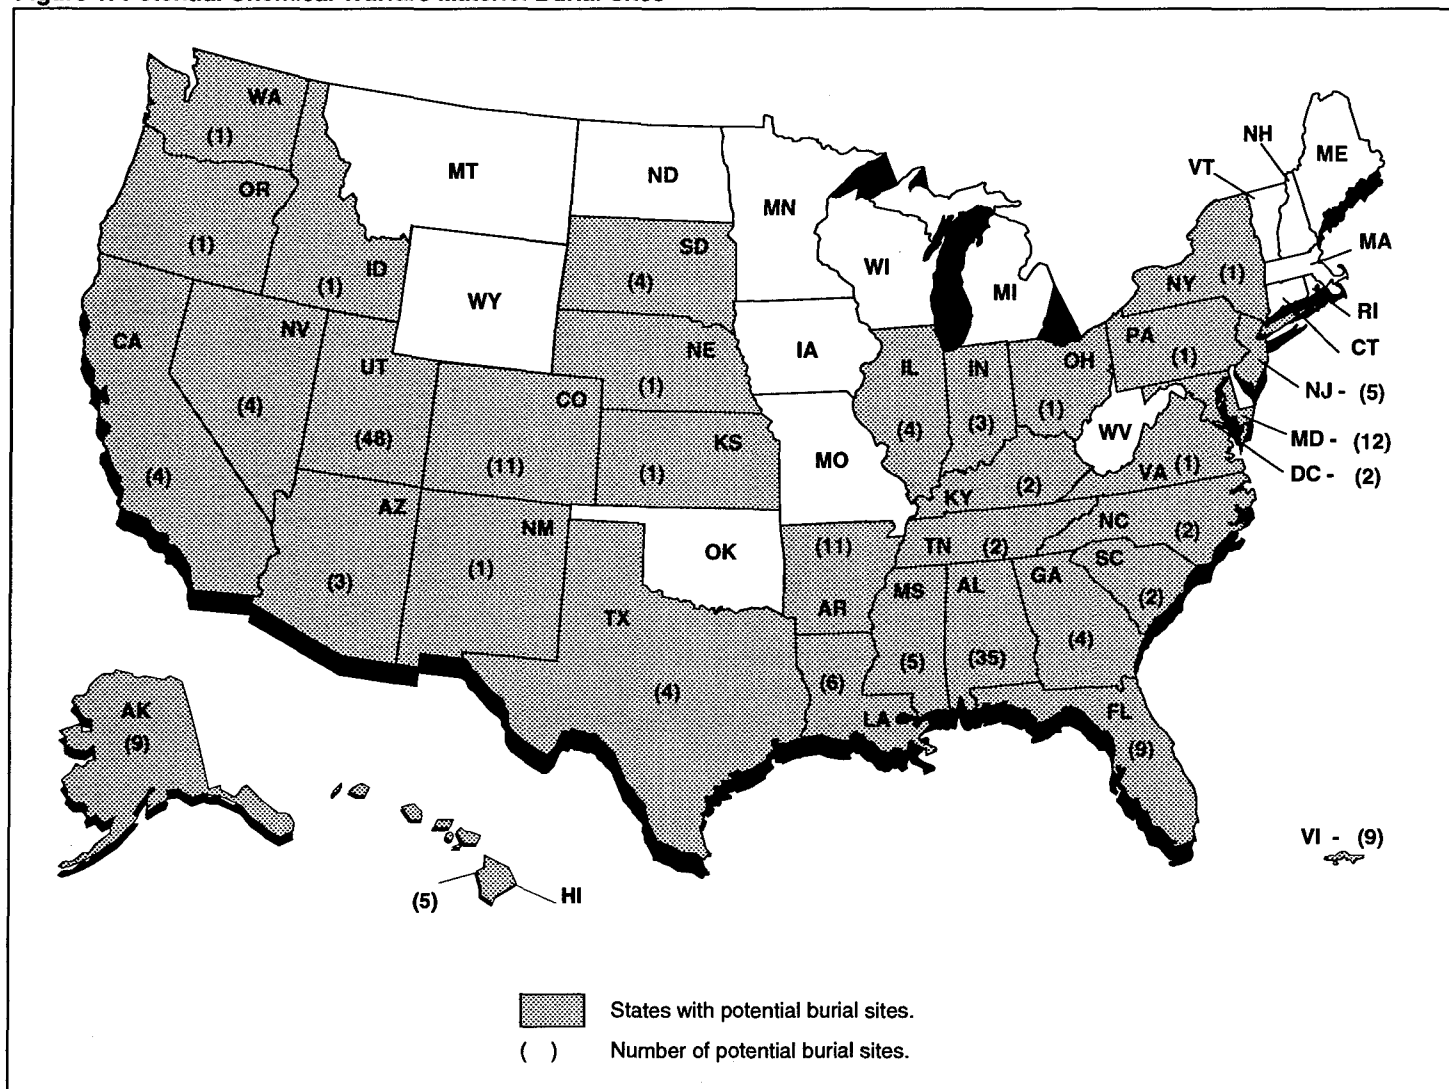 WA
(1)
MT
ND
MN
NH
VT
ME
OR
(1)
ID
(1)
SD
(4)
WI
MI
NY
(1)
MA
WY
RI
CA
(4)
NV
(4)
UT
(48)
NE
(1)
IA
IL
(4)
IN
(3)
OH
(1)
PA
(1)
CT
NJ - (5)
CO
(11)
KS
(1)
MO
WV
MD - (12)
VA (1)
DC - (2)
KY (2)
AZ
(3)
NM
(1)
OK
(11)
AR
TN (2)
NC
(2)
SC
(2)
TX
(4)
MS
(5)
AL
(35)
GA
(4)
(6)
LA
FL
(9)
AK
(9)
VI - (9)
(5)
HI
States with potential burial sites.
( ) Number of potential burial sites.